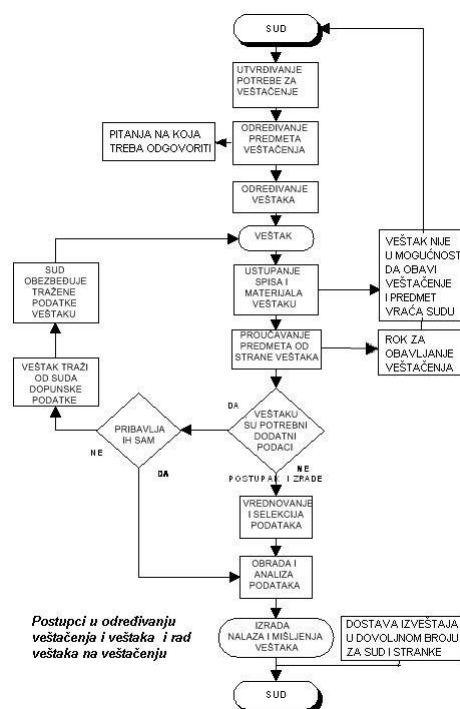 SUD
UTVRĐIVANJE
POTREBE ZA
VEŠTAČENJE
PITANJA NA KOJA
TREBA ODGOVORITI
ODREĐIVANJE
PREDMETA
VEŠTAČENJA
ODREĐIVANJE
VEŠTAKA
VEŠTAK
SUD
OBEZBEĐUJE
TRAŽENE
PODATKE
VEŠTAKU
USTUPANJE
SPISA I
MATERIJALA
VEŠTAKU
VEŠTAK NIJE
U MOGUĆNOSTI
DA OBAVI
VEŠTAČENJE
I PREDMET
VRAĆA SUDU
PROUČAVANJE
PREDMETA OD
STRANE VEŠTAKA
ROK ZA
OBAVLJANJE
VEŠTAČENJA
VEŠTAK TRAŽI
OD SUDA
DOPUNSKE
PODATKE
DA
VEŠTAKU
SU POTREBNI
DODATNI
PODACI
PRIBAVLJA
IH SAM
NE
DA
NE
POSTUPAK IZRADE
VREDNOVANJE
I SELEKCIJA
PODATAKA
OBRADA I
ANALIZA
PODATAKA
IZRADA
NALAZA I MIŠLJENJA
VEŠTAKA
DOSTAVA IZVEŠTAJA
U DOVOLJNOM BROJU
ZA SUD I STRANKE
SUD
Postupci u određivanju
veštačenja i veštaka i rad
veštaka na veštačenju